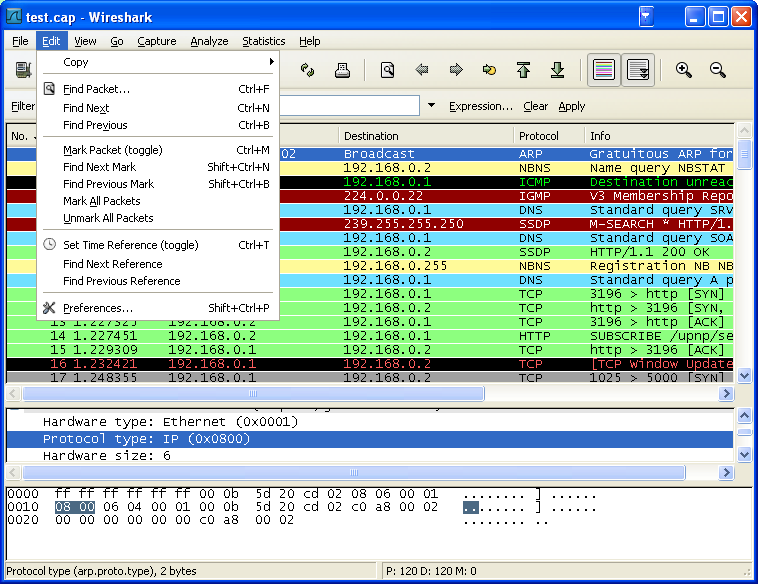 test.cap - Wireshark
File Edit View Go Capture Analyze Statistics Help
Copy
Find Packet... Ctrl+F
Find Next Ctrl+N
Find Previous Ctrl+B
Mark Packet (toggle) Ctrl+M
Find Next Mark Shift+Ctrl+N
Find Previous Mark Shift+Ctrl+B
Mark All Packets
Unmark All Packets
Set Time Reference (toggle) Ctrl+T
Find Next Reference
Find Previous Reference
Preferences... Shift+Ctrl+P
Filter Expression... Clear Apply
No. Destination Protocol Info
02 Broadcast ARP Gratuitous ARP for
192.168.0.2 NBNS Name query NBSTAT
192.168.0.1 ICMP Destination unreac
224.0.0.22 IGMP V3 Membership Repo
192.168.0.1 DNS Standard query SRV
239.255.255.250 SSDP M-SEARCH * HTTP/1.
192.168.0.1 DNS Standard query SOA
192.168.0.2 SSDP HTTP/1.1 200 OK
192.168.0.255 NBNS Registration NB NB
192.168.0.1 DNS Standard query A p
192.168.0.1 TCP 3196 > http [SYN]
192.168.0.2 TCP http > 3196 [SYN,
13 1.227325 192.168.0.2 192.168.0.1 TCP 3196 > http [ACK]
14 1.227451 192.168.0.2 192.168.0.1 HTTP SUBSCRIBE /upnp/se
15 1.229309 192.168.0.1 192.168.0.2 TCP http > 3196 [ACK]
16 1.232421 192.168.0.1 192.168.0.2 TCP [TCP Window Update
17 1.248355 192.168.0.1 192.168.0.2 TCP 1025 > 5000 [SYN]
Hardware type: Ethernet (0x0001)
Protocol type: IP (0x0800)
Hardware size: 6
0000 ff ff ff ff ff ff 00 0b 5d 20 cd 02 08 06 00 01 ........ ] ......
0010 08 00 06 04 00 01 00 0b 5d 20 cd 02 c0 a8 00 02 ........ ] ......
0020 00 00 00 00 00 00 c0 a8 00 02 ........ ..
Protocol type (arp.proto.type), 2 bytes P: 120 D: 120 M: 0